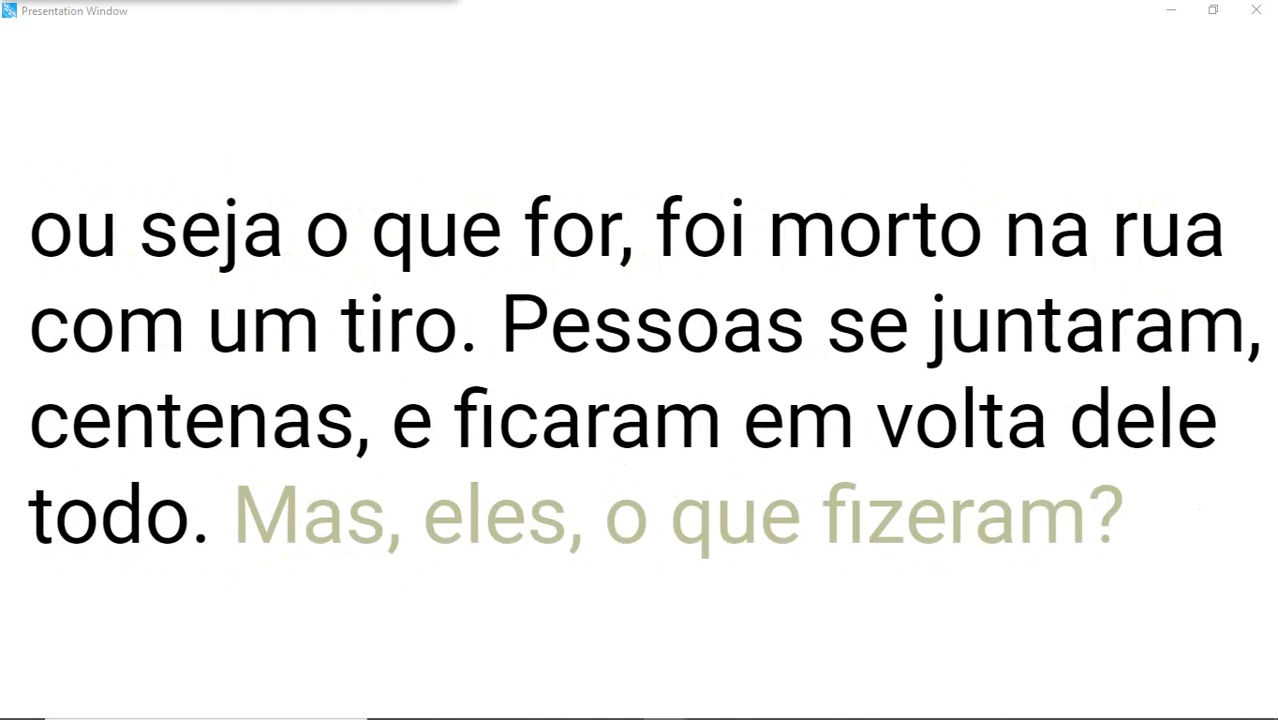 Presentation Window
ou seja o que for, foi morto na rua
com um tiro. Pessoas se juntaram,
centenas, e ficaram em volta dele
todo. Mas, eles, o que fizeram?